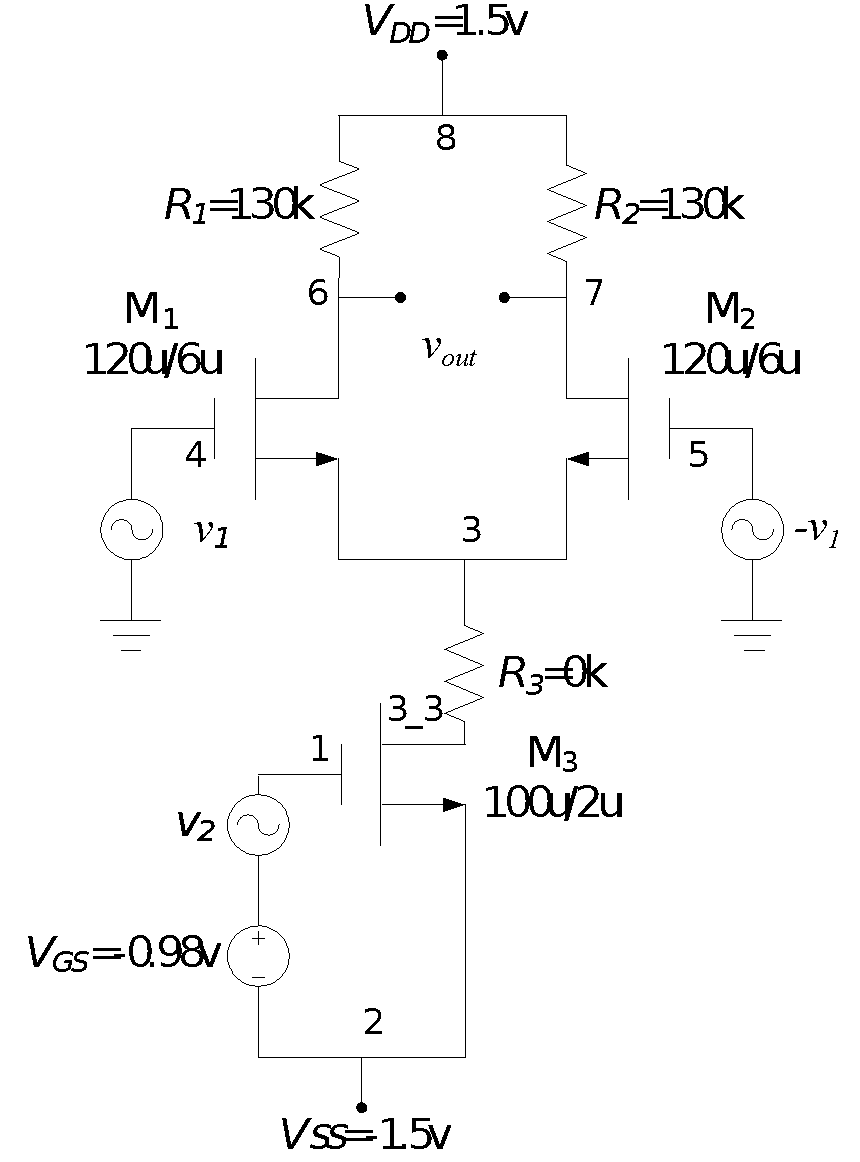 VDD=1.5v
8
R1=130k
R2=130k
6
7
M1
120u/6u
M2
120u/6u
vout
4
5
v1
-v1
3
R3=0k
3_3
1
M3
100u/2u
v2
VGS=-0.98v
+
–
2
VSS=-1.5v